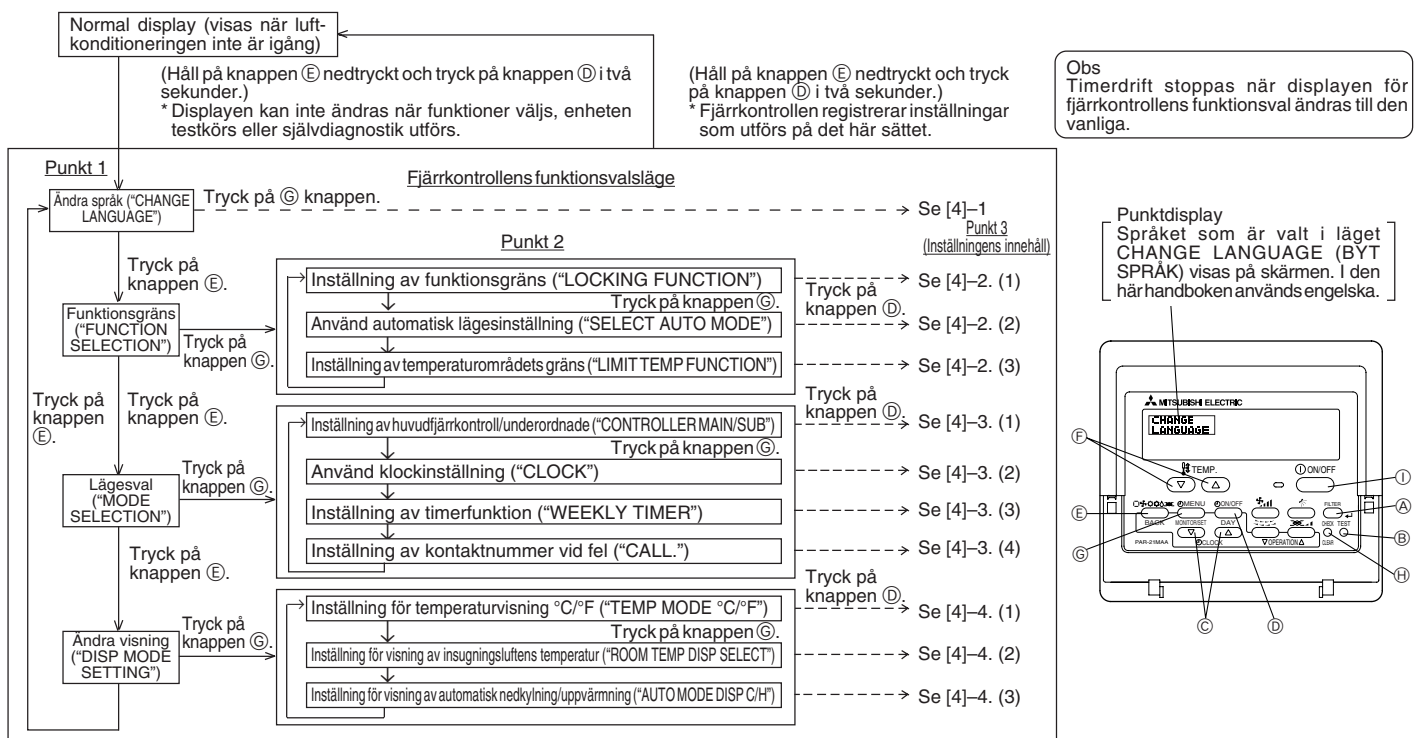 Normal display (visas när luft-
konditioneringen inte är igång)
(Håll på knappen Ⓔ nedtryckt och tryck på knappen Ⓓ i två
sekunder.)
* Displayen kan inte ändras när funktioner väljs, enheten
testkörs eller självdiagnostik utförs.
(Håll på knappen Ⓔ nedtryckt och tryck
på knappen Ⓓ i två sekunder.)
* Fjärrkontrollen registrerar inställningar
som utförs på det här sättet.
Obs
Timerdrift stoppas när displayen för
fjärrkontrollens funktionsval ändras till den
vanliga.
Punkt 1
Fjärrkontrollens funktionsvalsläge
Ändra språk (“CHANGE
LANGUAGE”)
Tryck på Ⓖ knappen.
Se [4]–1
Punkt 2
Punkt 3
(Inställningens innehåll)
Tryck på
knappen Ⓔ.
Funktionsgräns
(“FUNCTION
SELECTION”)
Tryck på
knappen Ⓖ.
Inställning av funktionsgräns (“LOCKING FUNCTION”)
Tryck på knappen Ⓖ.
Tryck på
knappen Ⓓ.
Se [4]–2. (1)
Använd automatisk lägesinställning (“SELECT AUTO MODE”)
Se [4]–2. (2)
Inställning av temperaturområdets gräns (“LIMIT TEMP FUNCTION”)
Se [4]–2. (3)
Tryck på
knappen
Ⓔ.
Tryck på
knappen Ⓔ.
Lägesval
(“MODE
SELECTION”)
Tryck på
knappen Ⓖ.
Inställning av huvudfjärrkontroll/underordnade (“CONTROLLER MAIN/SUB”)
Tryck på knappen Ⓖ.
Tryck på
knappen Ⓓ.
Se [4]–3. (1)
Använd klockinställning (“CLOCK”)
Se [4]–3. (2)
Inställning av timerfunktion (“WEEKLY TIMER”)
Se [4]–3. (3)
Inställning av kontaktnummer vid fel (“CALL.”)
Se [4]–3. (4)
Tryck på
knappen Ⓔ.
Ändra visning
(“DISP MODE
SETTING”)
Tryck på
knappen Ⓖ.
Inställning för temperaturvisning °C/°F (“TEMP MODE °C/°F”)
Tryck på knappen Ⓖ.
Tryck på
knappen Ⓓ.
Se [4]–4. (1)
Inställning för visning av insugningsluftens temperatur (“ROOM TEMP DISP SELECT”)
Se [4]–4. (2)
Inställning för visning av automatisk nedkylning/uppvärmning (“AUTO MODE DISP C/H”)
Se [4]–4. (3)
Punktdisplay
Språket som är valt i läget
CHANGE LANGUAGE (BYT
SPRÅK) visas på skärmen. I den
här handboken används engelska.
MITSUBISHI ELECTRIC
CHANGE
LANGUAGE
Ⓕ
TEMP.
ON/OFF
Ⓘ
MENU
ON/OFF
FILTER
Ⓐ
Ⓔ
BACK
MONITOR/SET
DAY
CHECK TEST
Ⓑ
Ⓖ
PAR-21MAA
CLOCK
OPERATION
CLEAR
Ⓗ
Ⓒ
Ⓓ